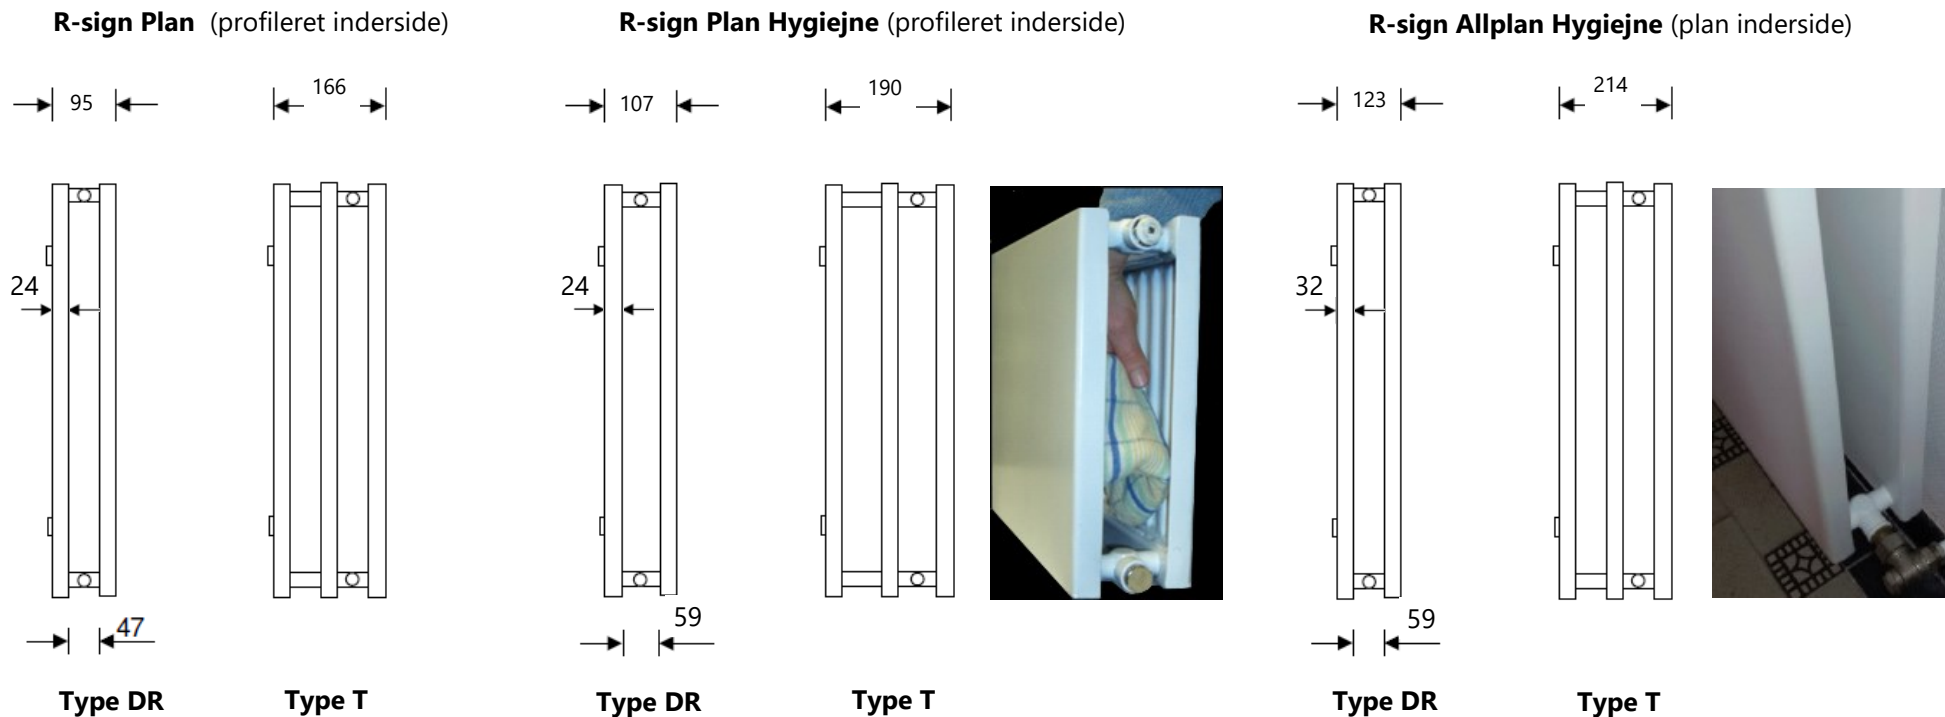 R-sign Plan (profileret inderside)
R-sign Plan Hygiejne (profileret inderside)
R-sign Allplan Hygiejne (plan inderside)
95
166
107
190
123
214
24
24
32
47
59
59
Type DR
Type T
Type DR
Type T
Type DR
Type T